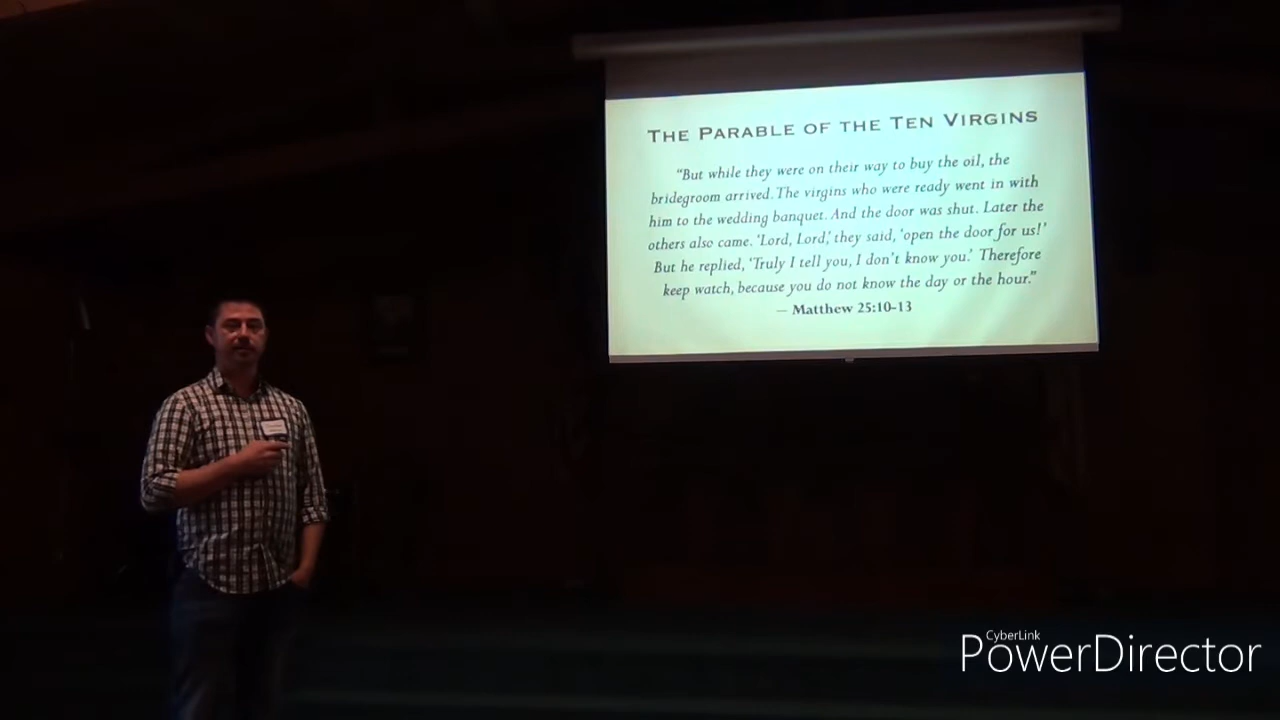 THE PARABLE OF THE TEN VIRGINS
“But while they were on their way to buy the oil, the
bridegroom arrived. The virgins who were ready went in with
him to the wedding banquet. And the door was shut. Later the
others also came. ‘Lord, Lord,’ they said, ‘open the door for us!’
But he replied, ‘Truly I tell you, I don’t know you.’ Therefore
keep watch, because you do not know the day or the hour.”
— Matthew 25:10-13
CyberLink
PowerDirector